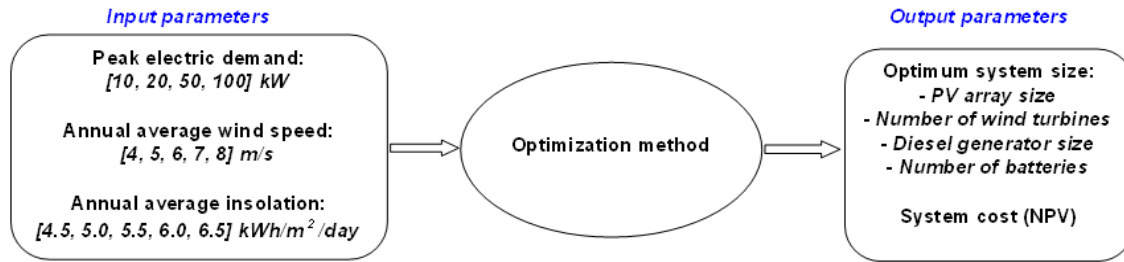 Input parameters
Peak electric demand:
[10, 20, 50, 100] kW
Annual average wind speed:
[4, 5, 6, 7, 8] m/s
Annual average insolation:
[4.5, 5.0, 5.5, 6.0, 6.5] kWh/m² /day
Optimization method
Output parameters
Optimum system size:
- PV array size
- Number of wind turbines
- Diesel generator size
- Number of batteries
System cost (NPV)